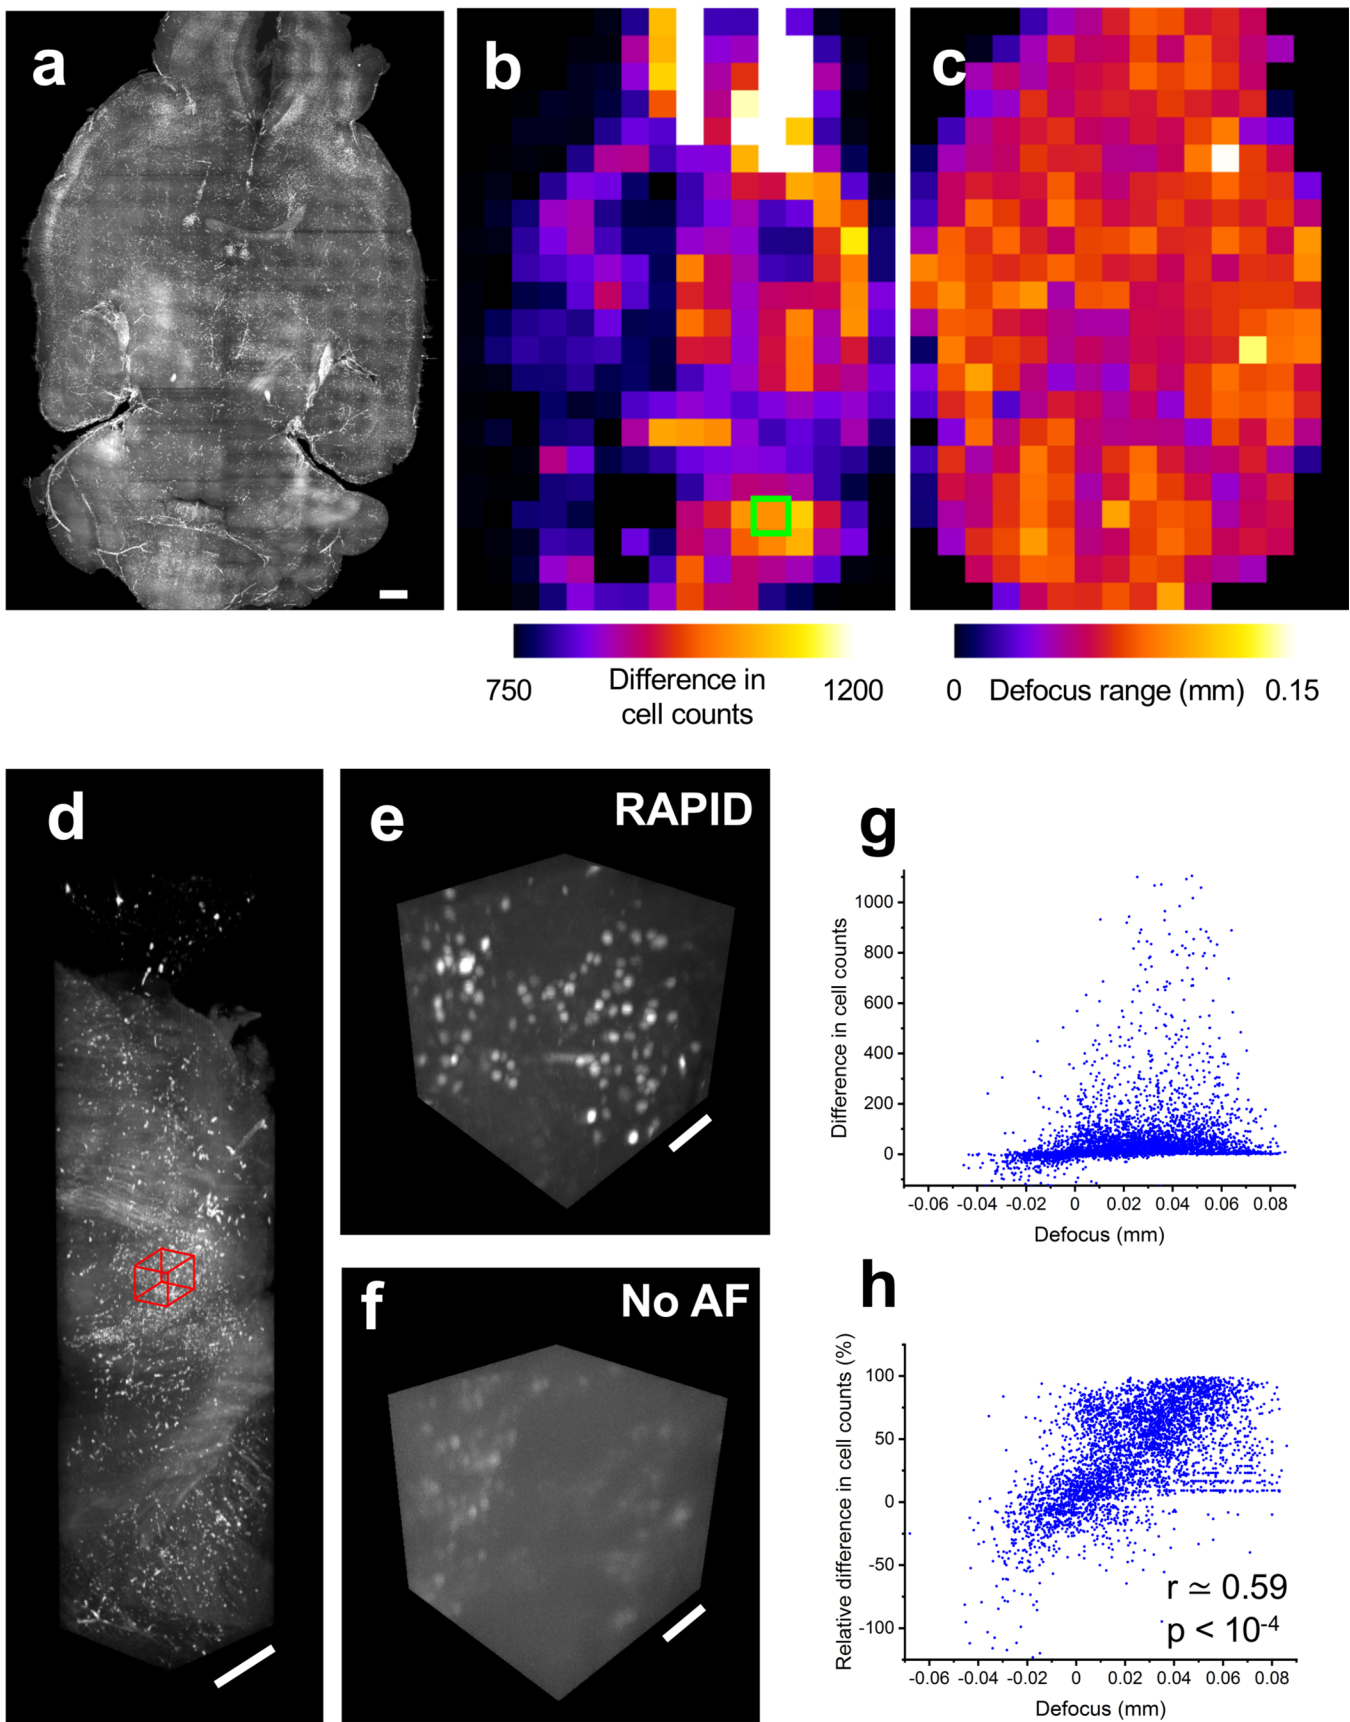 a
b
c
750
Difference in
cell counts
1200
0
Defocus range (mm)
0.15
d
e
RAPID
f
No AF
g
Difference in cell counts
1000
800
600
400
200
0
-0.06 -0.04 -0.02 0 0.02 0.04 0.06 0.08
Defocus (mm)
h
Relative difference in cell counts (%)
100
50
0
-50
-100
r ≃ 0.59
p < 10⁻⁴
-0.06 -0.04 -0.02 0 0.02 0.04 0.06 0.08
Defocus (mm)